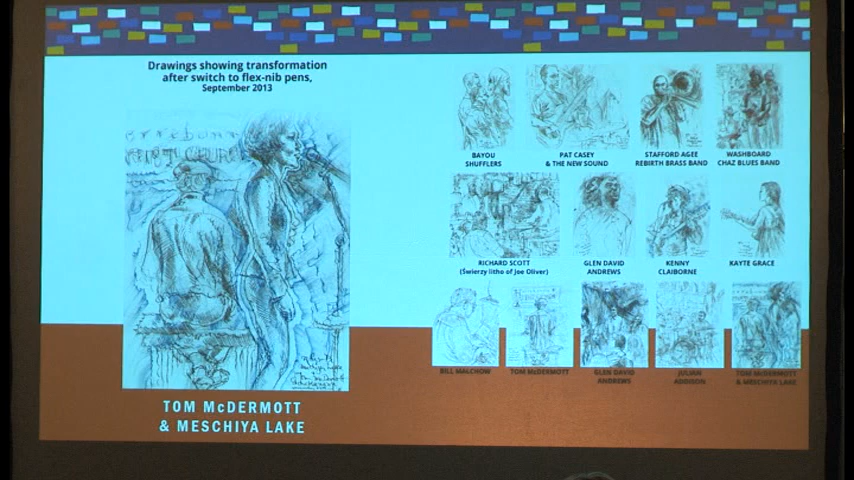 Drawings showing transformation
after switch to flex-nib pens,
September 2013
TOM McDERMOTT
& MESCHIYA LAKE
BAYOU
SHUFFLERS
PAT CASEY
& THE NEW SOUND
STAFFORD AGEE
REBIRTH BRASS BAND
WASHBOARD
CHAZ BLUES BAND
RICHARD SCOTT
(Świerzy litho of Joe Oliver)
GLEN DAVID
ANDREWS
KENNY
CLAIBORNE
KAYTE GRACE
BILL MALCHOW
TOM McDERMOTT
GLEN DAVID
ANDREWS
JULIAN
ADDISON
TOM McDERMOTT
& MESCHIYA LAKE